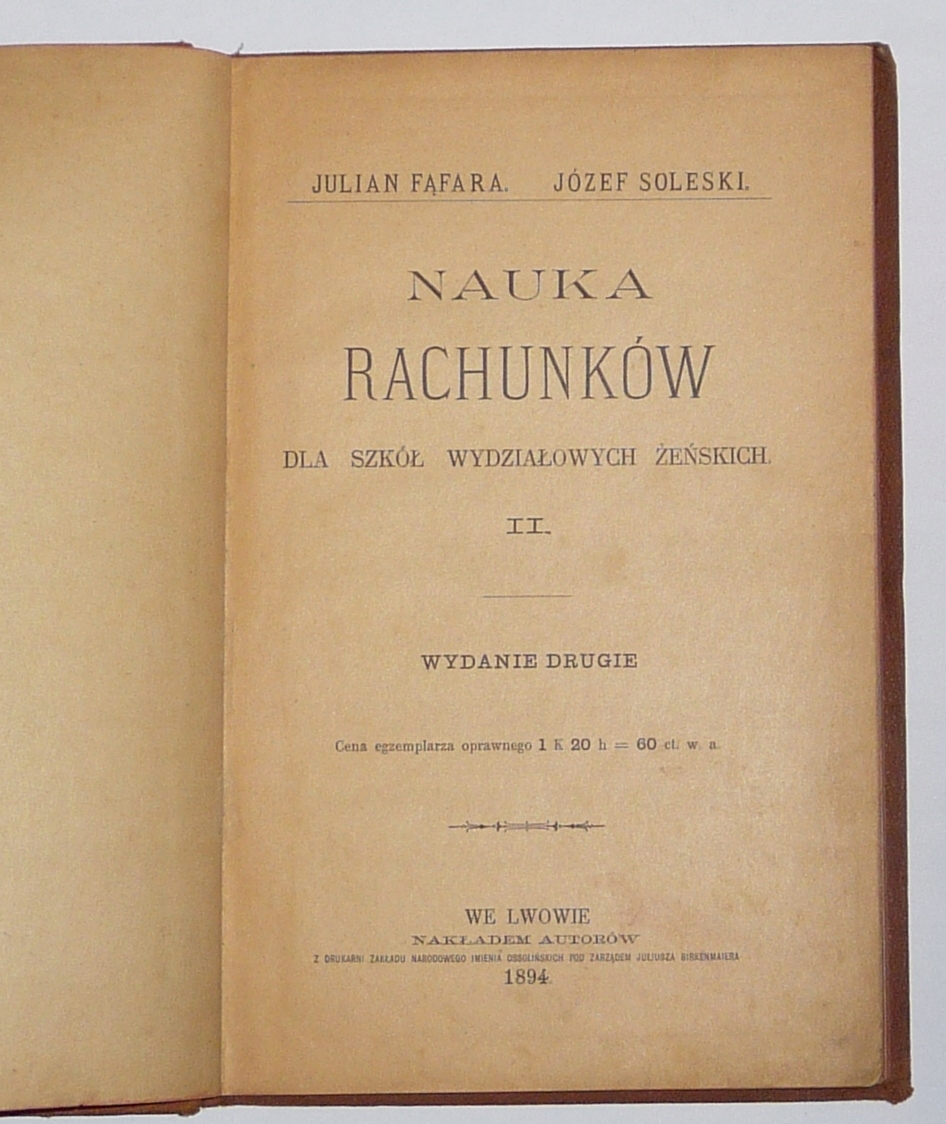 JULIAN FĄFARA. JÓZEF SOLESKI.
NAUKA
RACHUNKÓW
DLA SZKÓŁ WYDZIAŁOWYCH ŻEŃSKICH.
II.
WYDANIE DRUGIE
Cena egzemplarza oprawnego 1 K 20 h = 60 ct. w. a.
WE LWOWIE
NAKŁADEM AUTORÓW
Z DRUKARNI ZAKŁADU NARODOWEGO IMIENIA OSSOLIŃSKICH POD ZARZĄDEM JULIUSZA BIRKENMAIERA
1894.